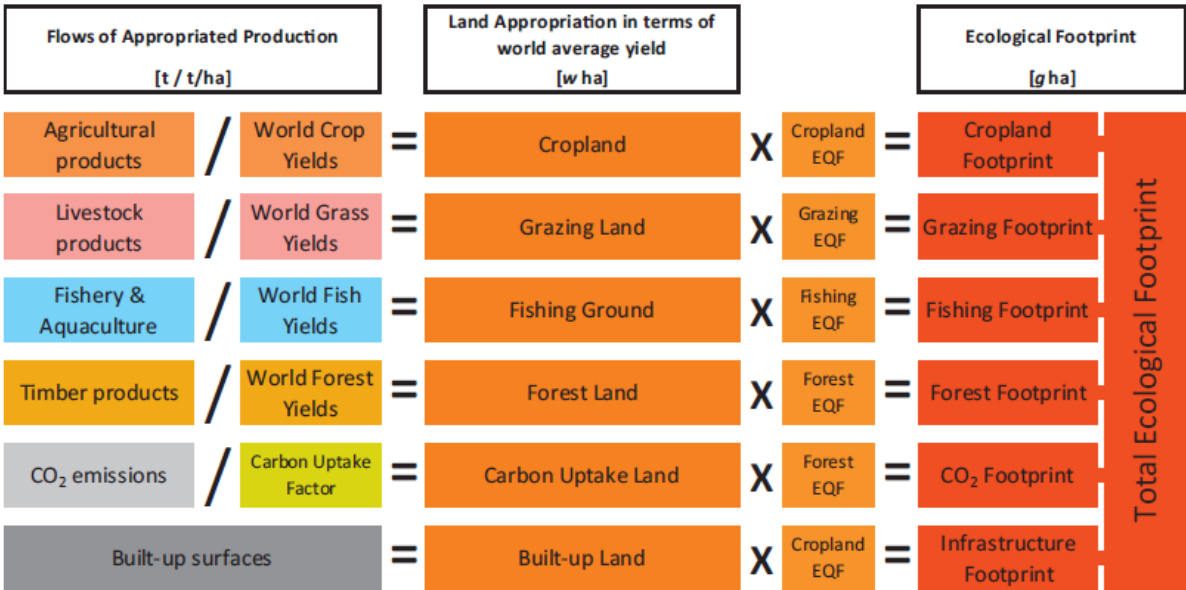 Flows of Appropriated Production
[t / t/ha]
Land Appropriation in terms of
world average yield
[w ha]
Ecological Footprint
[g ha]
Agricultural
products
/
World Crop
Yields
=
Cropland
X
Cropland
EQF
=
Cropland
Footprint
Livestock
products
/
World Grass
Yields
=
Grazing Land
X
Grazing
EQF
=
Grazing Footprint
Fishery &
Aquaculture
/
World Fish
Yields
=
Fishing Ground
X
Fishing
EQF
=
Fishing Footprint
Timber products
/
World Forest
Yields
=
Forest Land
X
Forest
EQF
=
Forest Footprint
CO₂ emissions
/
Carbon Uptake
Factor
=
Carbon Uptake Land
X
Forest
EQF
=
CO₂ Footprint
Built-up surfaces
=
Built-up Land
X
Cropland
EQF
=
Infrastructure
Footprint
Total Ecological Footprint